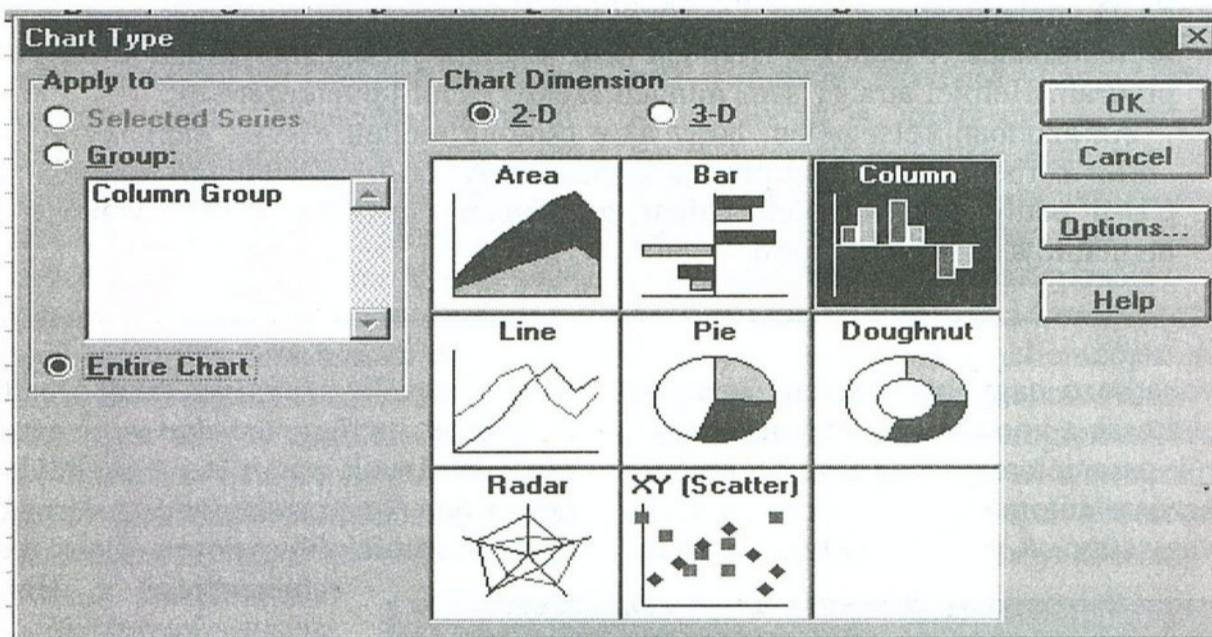 Chart Type
Apply to
Selected Series
Group:
Column Group
Entire Chart
Chart Dimension
2-D
3-D
Area
Bar
Column
Line
Pie
Doughnut
Radar
XY (Scatter)
OK
Cancel
Options...
Help